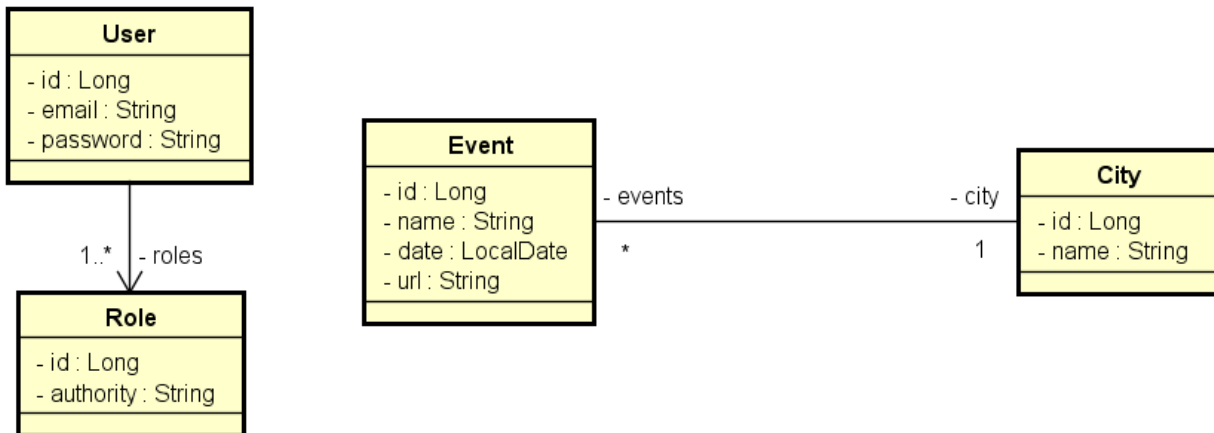 User
- id : Long
- email : String
- password : String
1..*
- roles
Role
- id : Long
- authority : String
Event
- id : Long
- name : String
- date : LocalDate
- url : String
- events
*
- city
1
City
- id : Long
- name : String